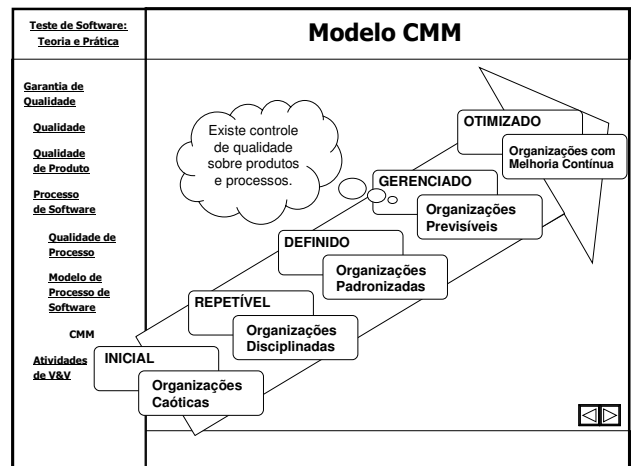 Teste de Software:
Teoria e Prática
Modelo CMM
Garantia de
Qualidade
Qualidade
Qualidade
de Produto
Processo
de Software
Qualidade de
Processo
Modelo de
Processo de
Software
CMM
Atividades
de V&V
Existe controle
de qualidade
sobre produtos
e processos.
OTIMIZADO
Organizações com
Melhoria Contínua
GERENCIADO
Organizações
Previsíveis
DEFINIDO
Organizações
Padronizadas
REPETÍVEL
Organizações
Disciplinadas
INICIAL
Organizações
Caóticas